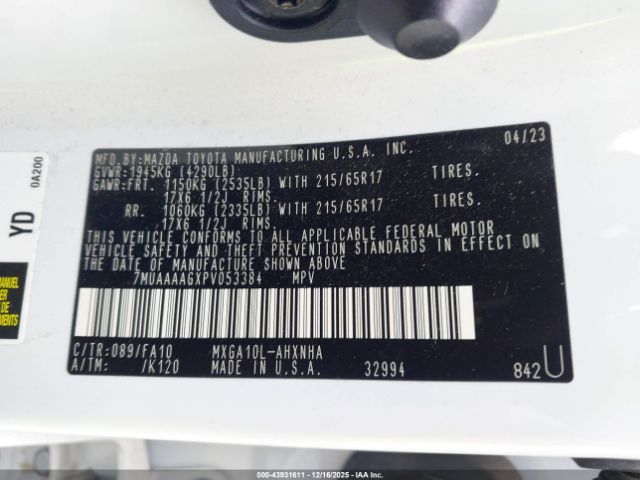 MFD.BY:MAZDA TOYOTA MANUFACTURING U.S.A. INC. 04/23
GVWR:1945KG (4290LB)
GAWR:FRT. 1150KG (2535LB) WITH 215/65R17 TIRES.
17X6 1/2J RIMS.
RR. 1060KG (2335LB) WITH 215/65R17 TIRES.
17X6 1/2J RIMS.
THIS VEHICLE CONFORMS TO ALL APPLICABLE FEDERAL MOTOR
VEHICLE SAFETY AND THEFT PREVENTION STANDARDS IN EFFECT ON
THE DATE OF MANUFACTURE SHOWN ABOVE.
7MUAAAAGXPV053384 MPV
C/TR:089/FA10 MXGA10L-AHXNHA
A/TM: /K120 MADE IN U.S.A. 32994 842U
YD
0A200
MANUEL
DE
000-43931611 - 12/16/2025 - IAAI.COM